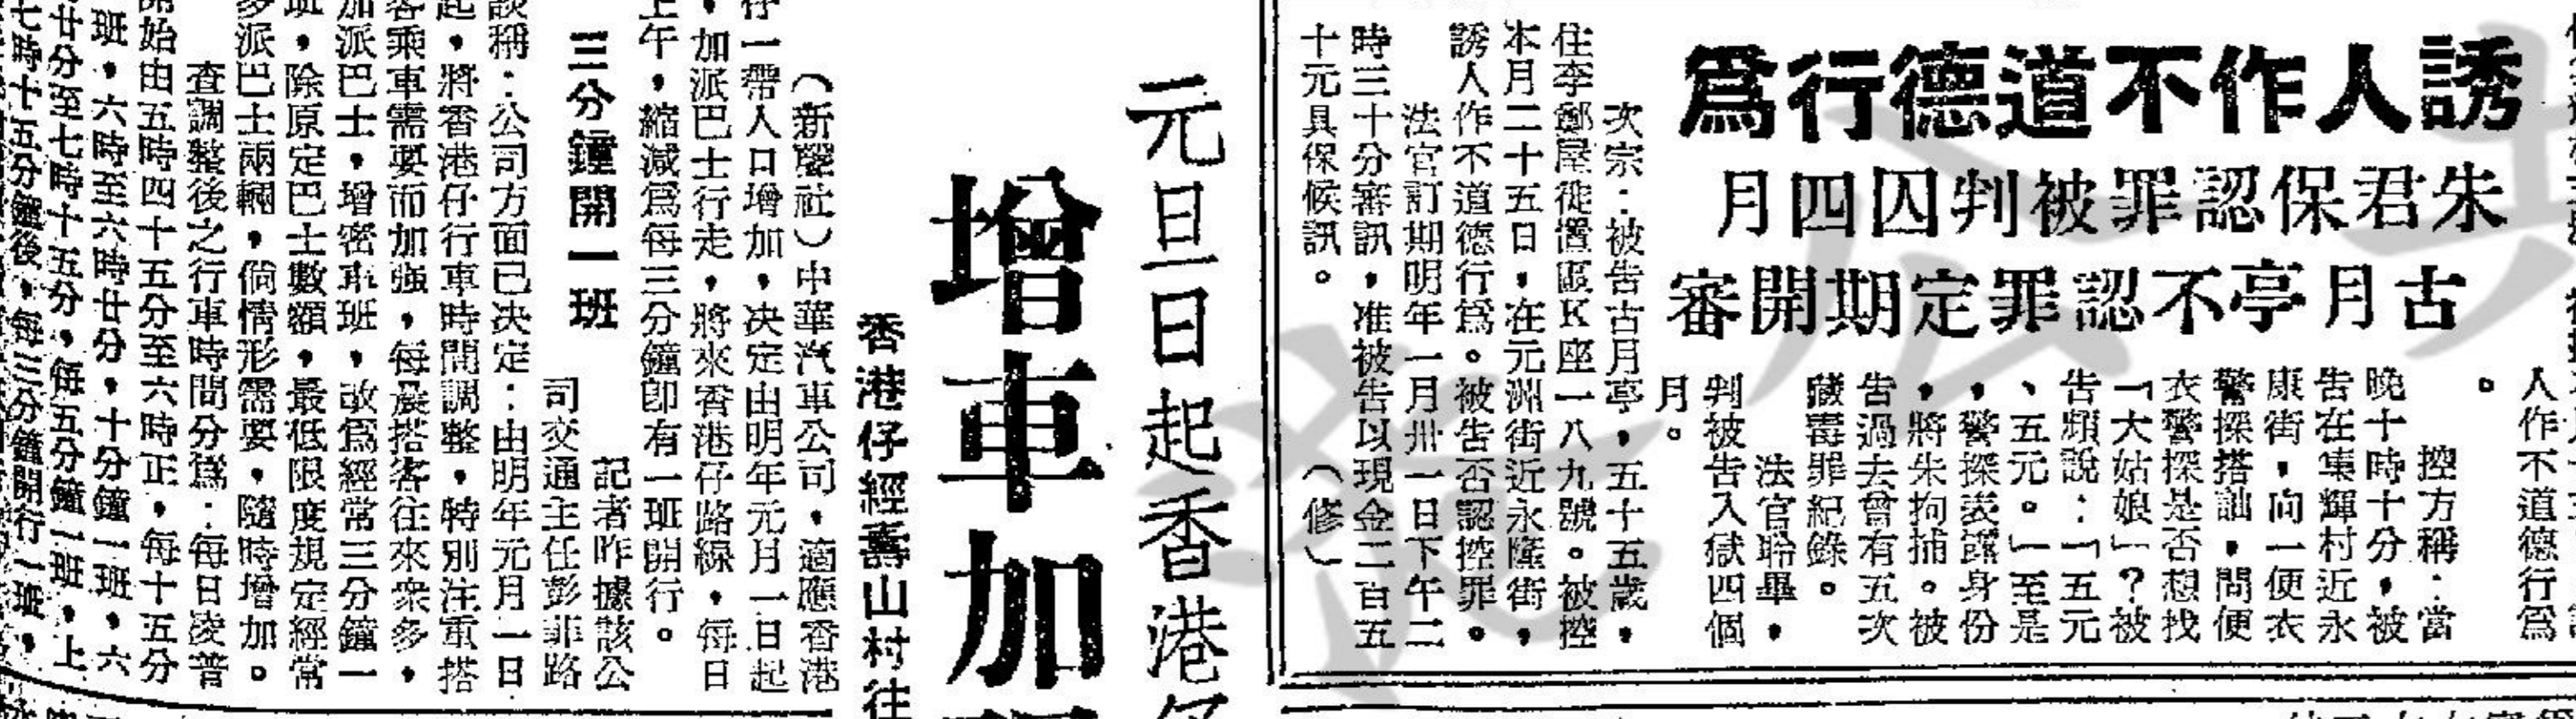 誘人作不道德行為
朱君保認罪被判囚四月
古月亭不認罪定期開審
人作不道德行為
。
控方稱：當
晚十時十分，被
告在東輝村近永
康街，向一便衣
警探搭訕，問便
衣警探是否想找
「大姑娘」？被
告頻說：「五元
、五元。」至是
，警探表露身份
，將朱拘捕。被
告過去曾有五次
藏毒罪紀錄。
法官聆畢，
判被告入獄四個
月。
次宗：被告古月亭，五十五歲，
住李鄭屋徙置區K座一八九號。被控
本月二十五日，在元洲街近永隆街，
誘人作不道德行為。被告否認控罪。
法官訂期明年一月卅一日下午二
時三十分審訊，准被告以現金二百五
十元具保候訊。（修）
元旦日起香港仔
增車加
香港仔經壽山村往
（新聲社）中華汽車公司，適應香港
仔一帶人口增加，決定由明年元月一日起
，加派巴士行走，將來香港仔路線，每日
上午，縮減為每三分鐘即有一班開行。
三分鐘開一班
記者昨據該公
司交通主任彭菲路
談稱：公司方面已決定：由明年元月一日
起，將香港仔行車時間調整，特別注重搭
客乘車需要而加強，每晨搭客往來衆多，
加派巴士，增密車班，改為經常三分鐘一
班，除原定巴士數額，最低限度規定經常
多派巴士兩輛，倘情形需要，隨時增加。
查調整後之行車時間分為：每日凌晉
開始由五時四十五分至六時正，每十五分
一班，六時至六時廿分，十分鐘一班，六
時廿分至七時十五分，每五分鐘一班，上
七時十五分鐘後，每三分鐘開行一班，